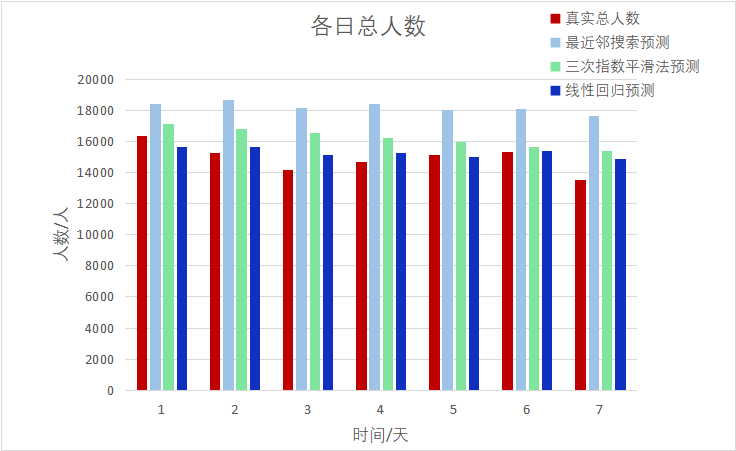 各日总人数
真实总人数
最近邻搜索预测
三次指数平滑法预测
线性回归预测
20000
18000
16000
14000
12000
10000
8000
6000
4000
2000
0
人数/人
1 2 3 4 5 6 7
时间/天